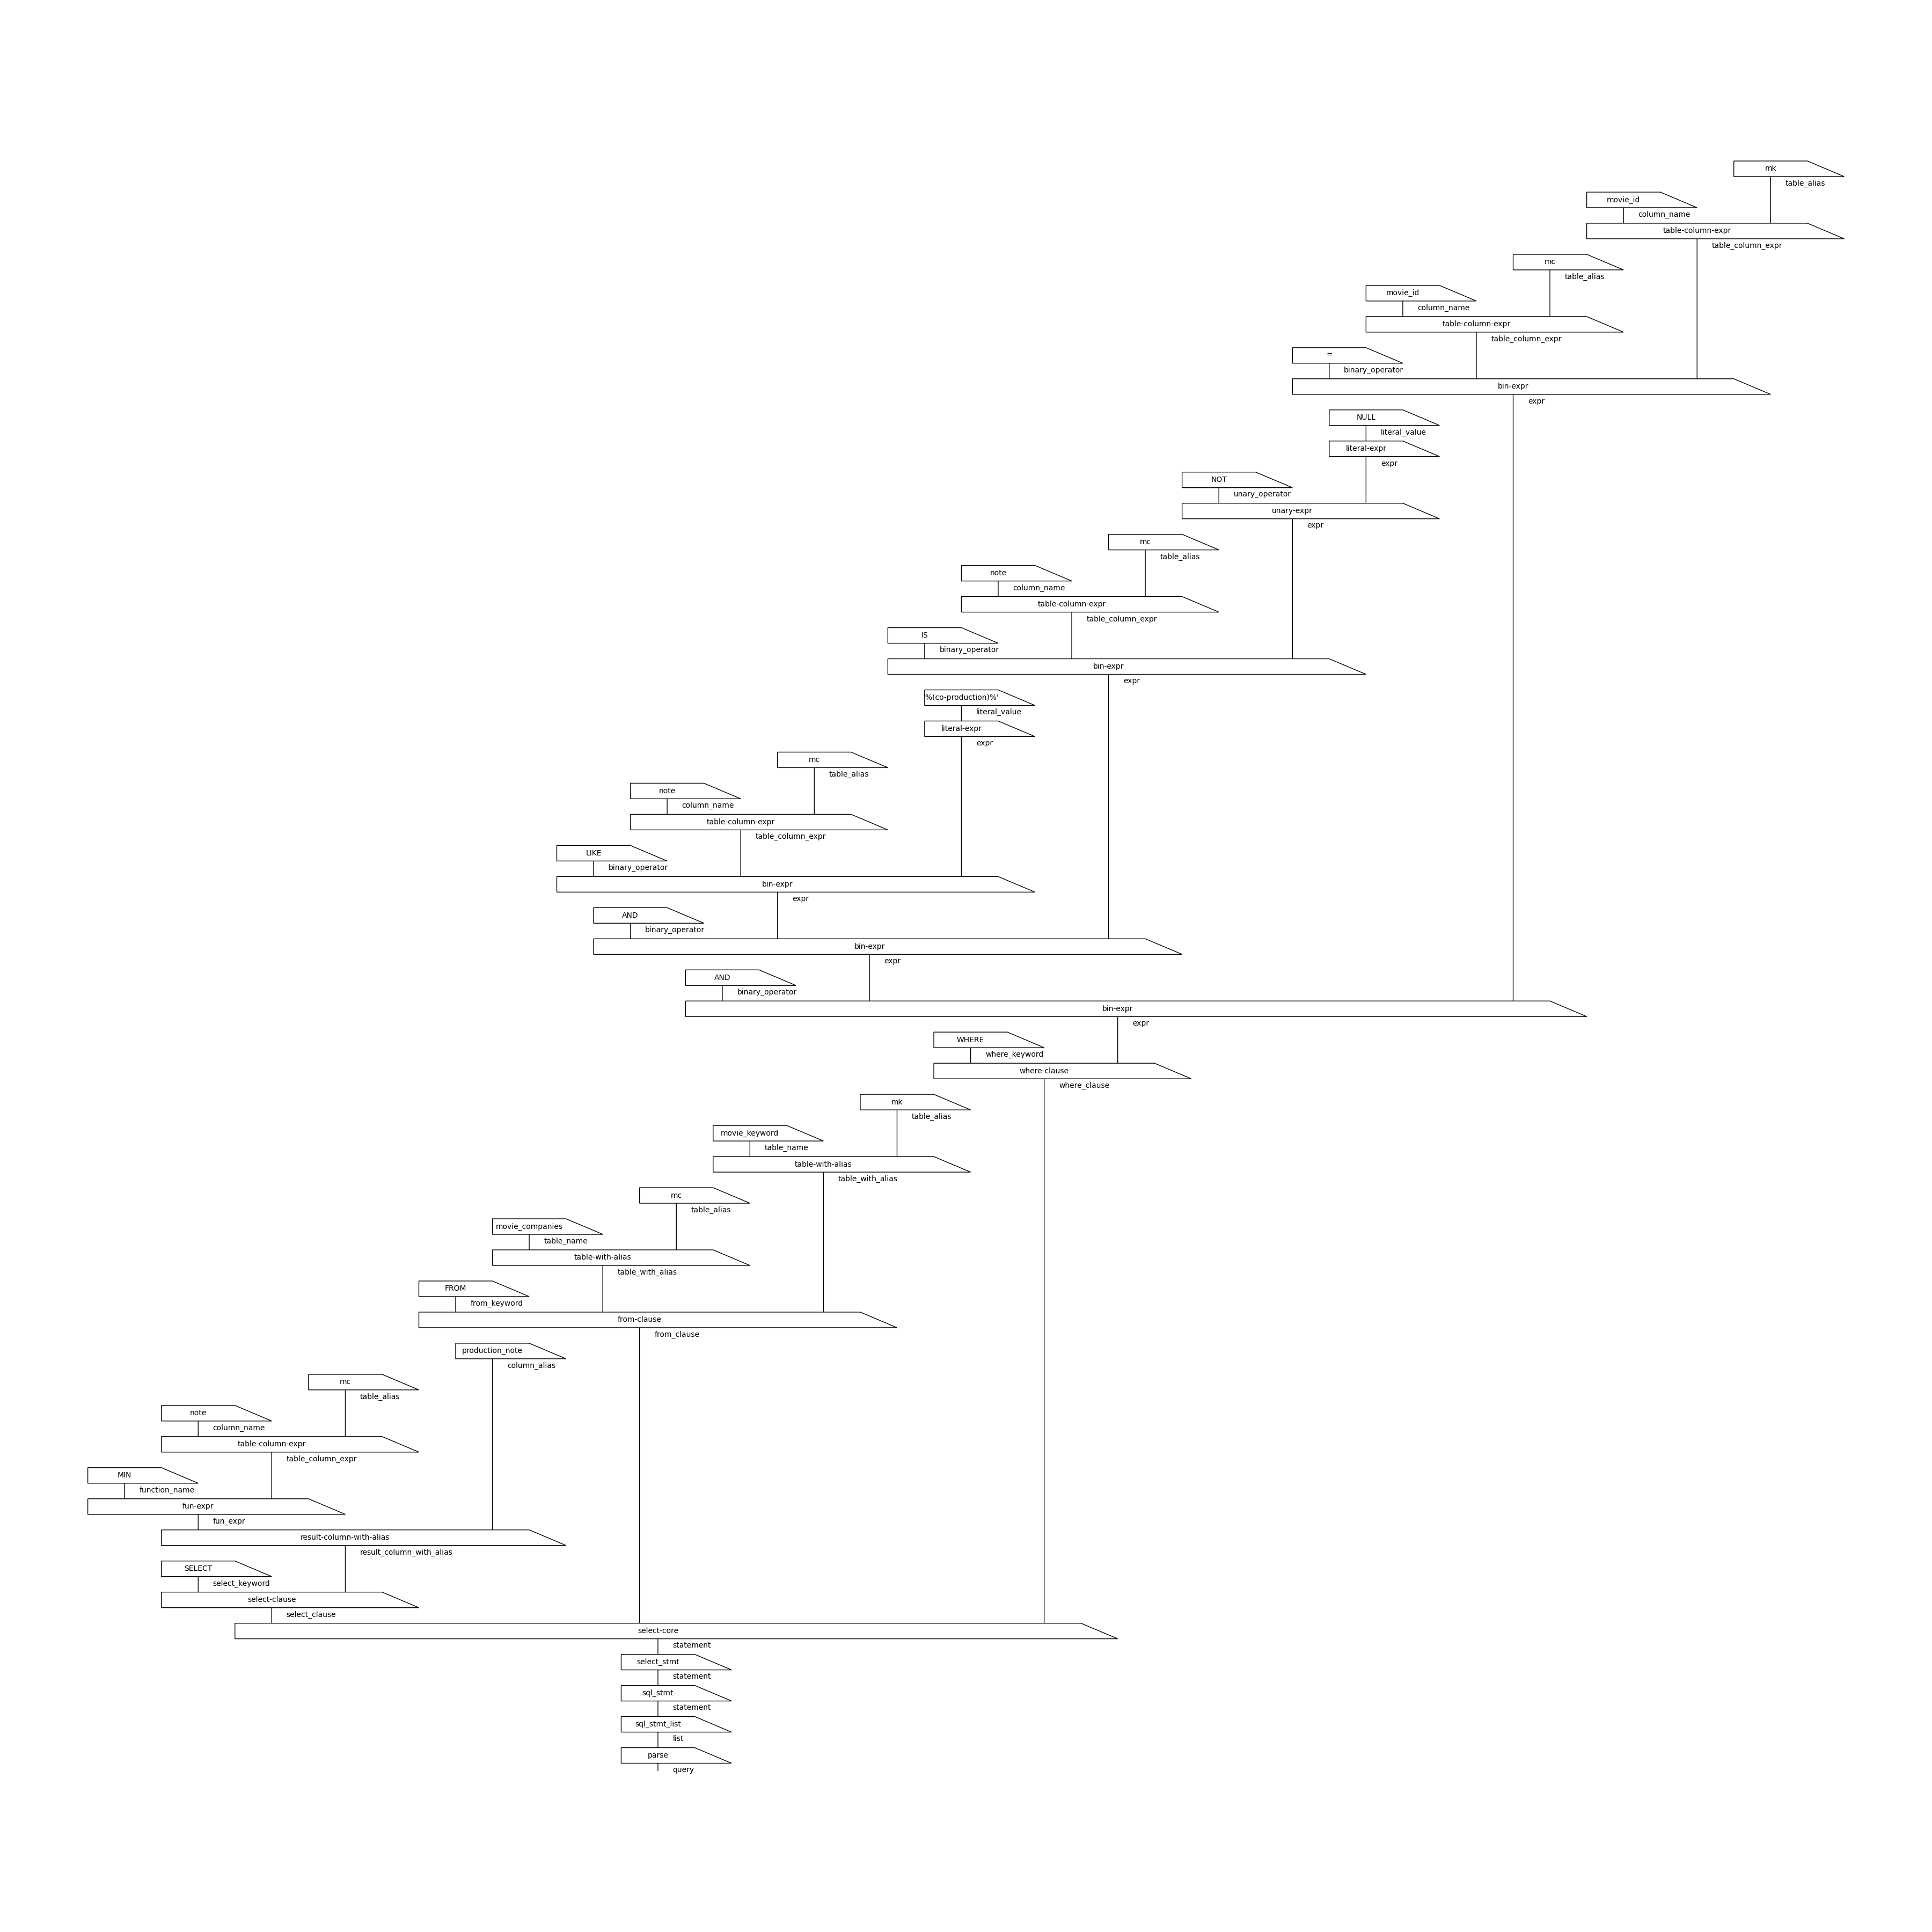 mk
table_alias
movie_id
column_name
table-column-expr
table_column_expr
mc
table_alias
movie_id
column_name
table-column-expr
table_column_expr
=
binary_operator
bin-expr
expr
NULL
literal_value
literal-expr
expr
NOT
unary_operator
unary-expr
expr
mc
table_alias
note
column_name
table-column-expr
table_column_expr
IS
binary_operator
bin-expr
expr
'%(co-production)%'
literal_value
literal-expr
expr
mc
table_alias
note
column_name
table-column-expr
table_column_expr
LIKE
binary_operator
bin-expr
expr
AND
binary_operator
bin-expr
expr
AND
binary_operator
bin-expr
expr
WHERE
where_keyword
where-clause
where_clause
mk
table_alias
movie_keyword
table_name
table-with-alias
table_with_alias
mc
table_alias
movie_companies
table_name
table-with-alias
table_with_alias
FROM
from_keyword
from-clause
from_clause
production_note
column_alias
mc
table_alias
note
column_name
table-column-expr
table_column_expr
MIN
function_name
fun-expr
fun_expr
result-column-with-alias
result_column_with_alias
SELECT
select_keyword
select-clause
select_clause
select-core
statement
select_stmt
statement
sql_stmt
statement
sql_stmt_list
list
parse
query